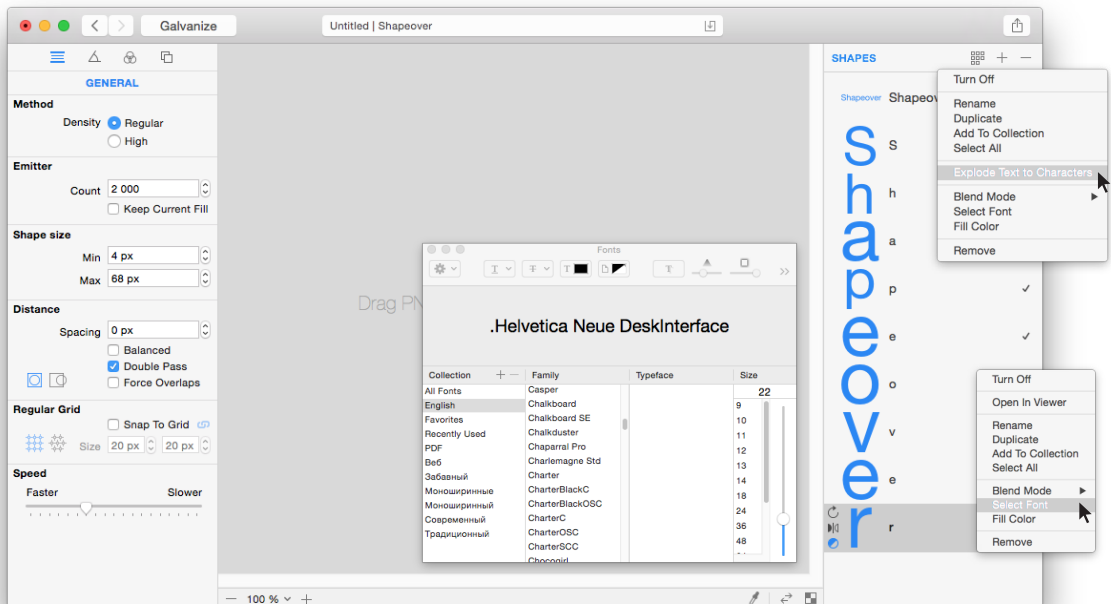 Galvanize
Untitled | Shapeover
GENERAL
Method
Density Regular
High
Emitter
Count 2 000
Keep Current Fill
Shape size
Min 4 px
Max 68 px
Distance
Spacing 0 px
Balanced
Double Pass
Force Overlaps
Regular Grid
Snap To Grid
Size 20 px 20 px
Speed
Faster Slower
Drag PN
Fonts
T T T T
.Helvetica Neue DeskInterface
Collection Family Typeface Size
All Fonts
English
Favorites
Recently Used
PDF
Веб
Забавный
Моноширинные
Моноширинный
Современный
Традиционный
Casper
Chalkboard
Chalkboard SE
Chalkduster
Chaparral Pro
Charlemagne Std
Charter
CharterBlackC
CharterBlackOSC
CharterC
CharterOSC
CharterSCC
Chocogirl
22
9
10
11
12
13
14
18
24
36
48
100 %
SHAPES
Shapeover Shapeov
S S
h h
a a
p p
e e
o o
v v
e e
r r
Turn Off
Rename
Duplicate
Add To Collection
Select All
Explode Text to Characters
Blend Mode
Select Font
Fill Color
Remove
Turn Off
Open In Viewer
Rename
Duplicate
Add To Collection
Select All
Blend Mode
Select Font
Fill Color
Remove